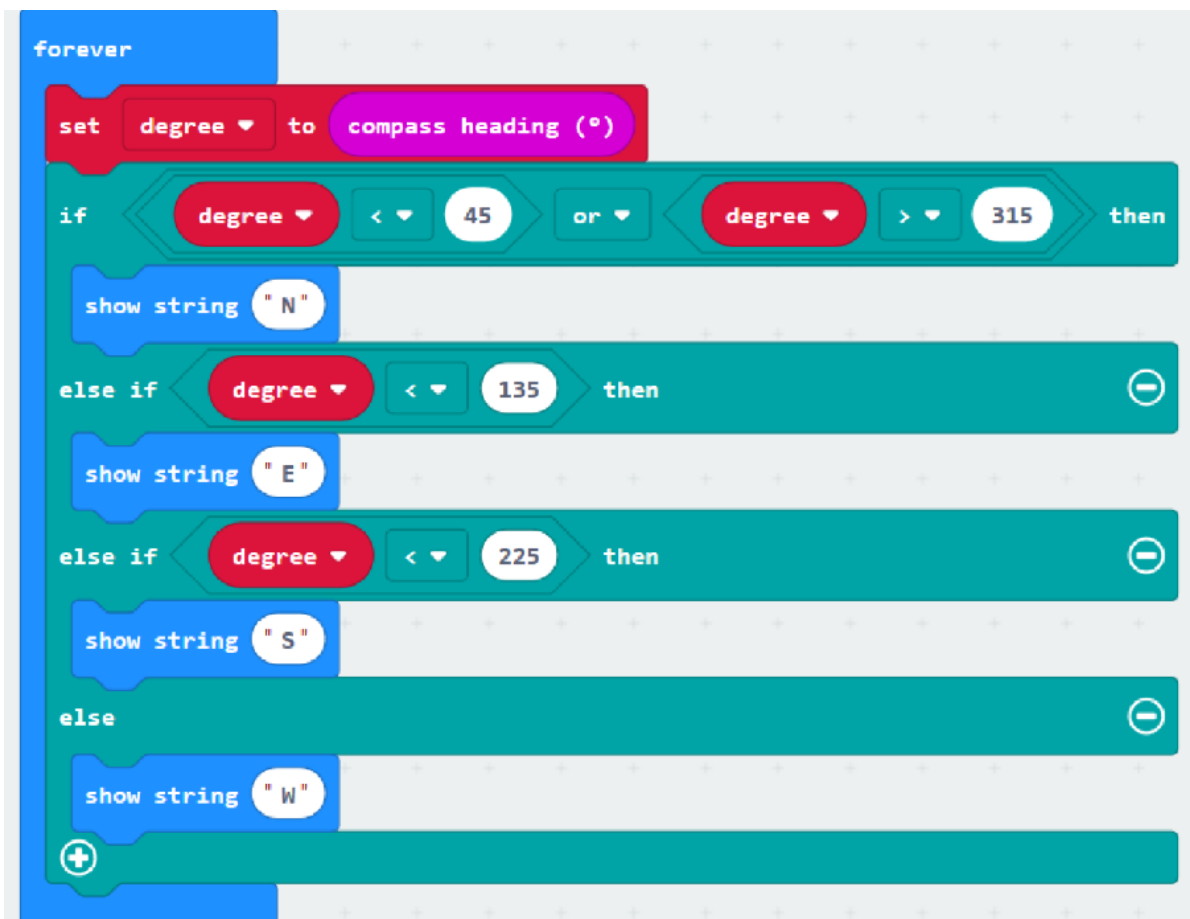 forever
set degree to compass heading (°)
if degree < 45 or degree > 315 then
show string "N"
else if degree < 135 then
show string "E"
else if degree < 225 then
show string "S"
else
show string "W"